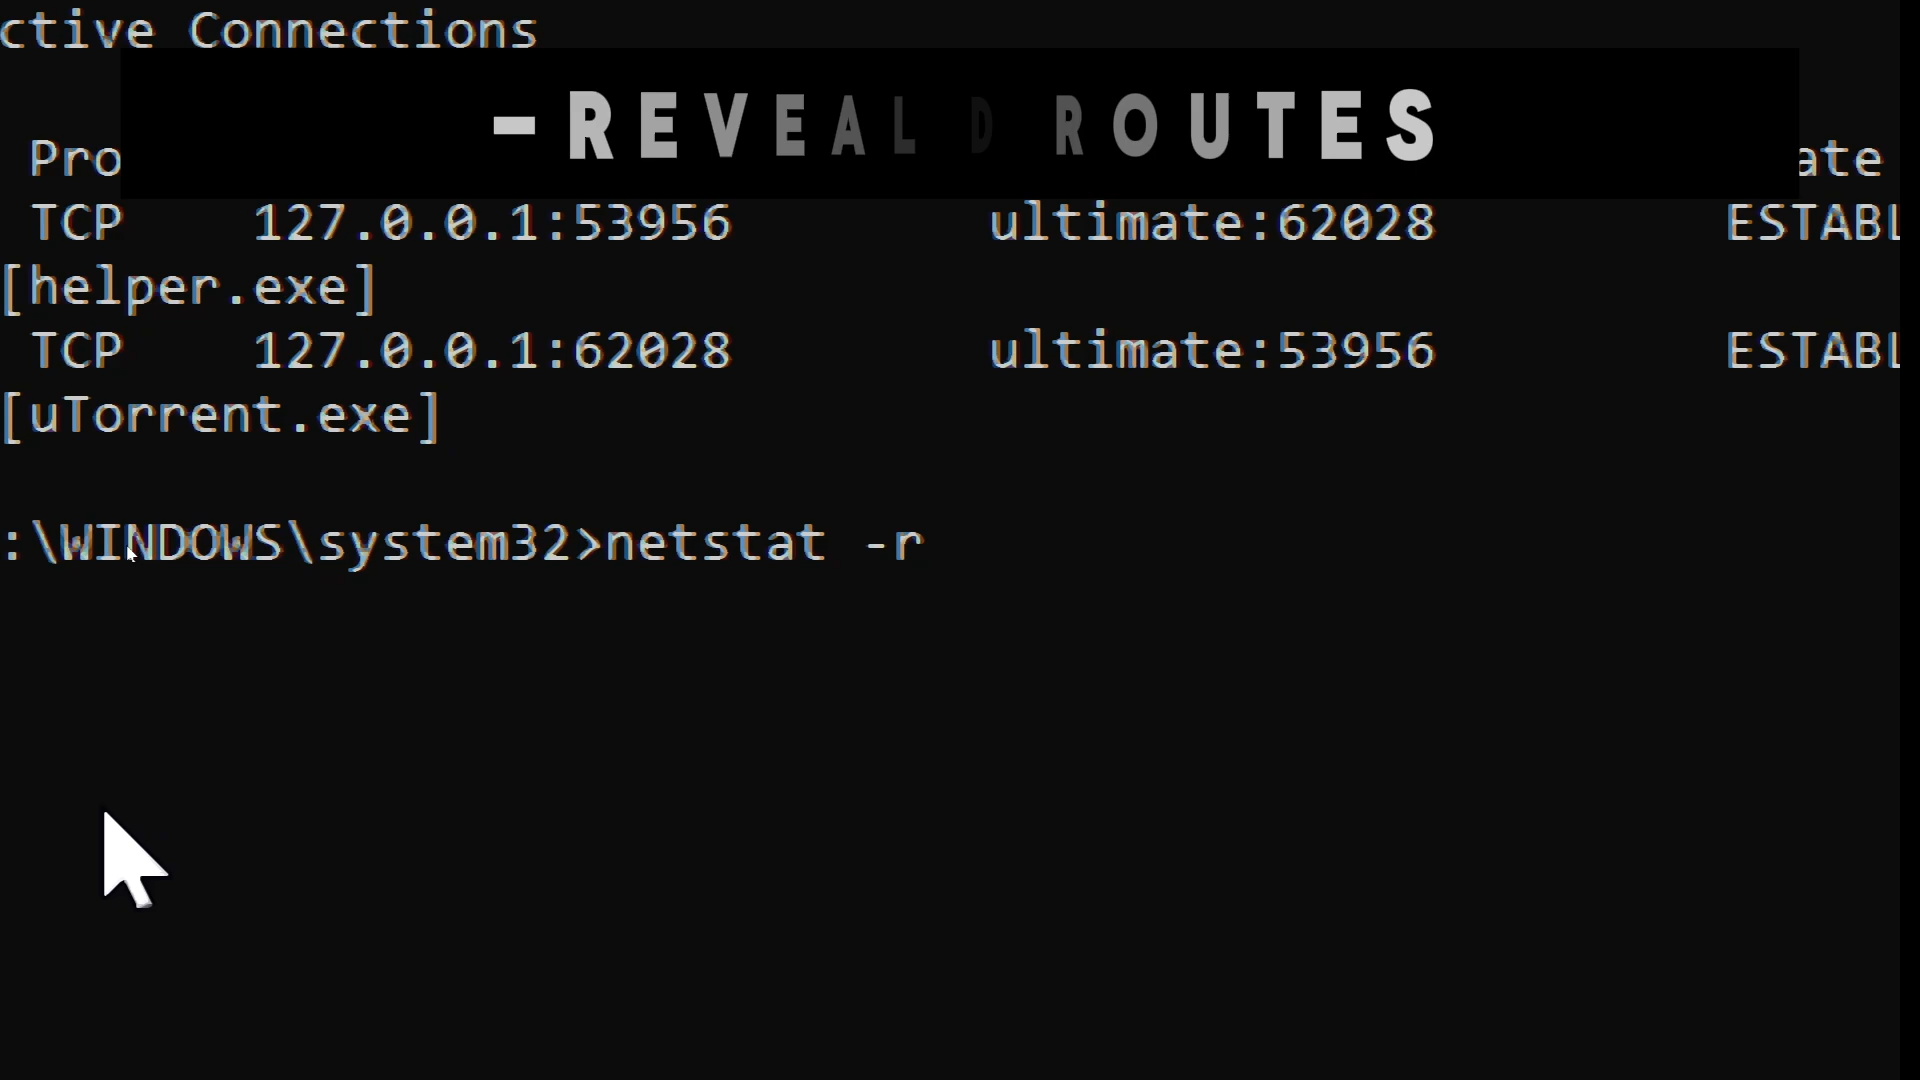 ctive Connections
-REVEAL D ROUTES
Pro ate
TCP 127.0.0.1:53956 ultimate:62028 ESTABL
[helper.exe]
TCP 127.0.0.1:62028 ultimate:53956 ESTABL
[uTorrent.exe]
:\WINDOWS\system32>netstat -r